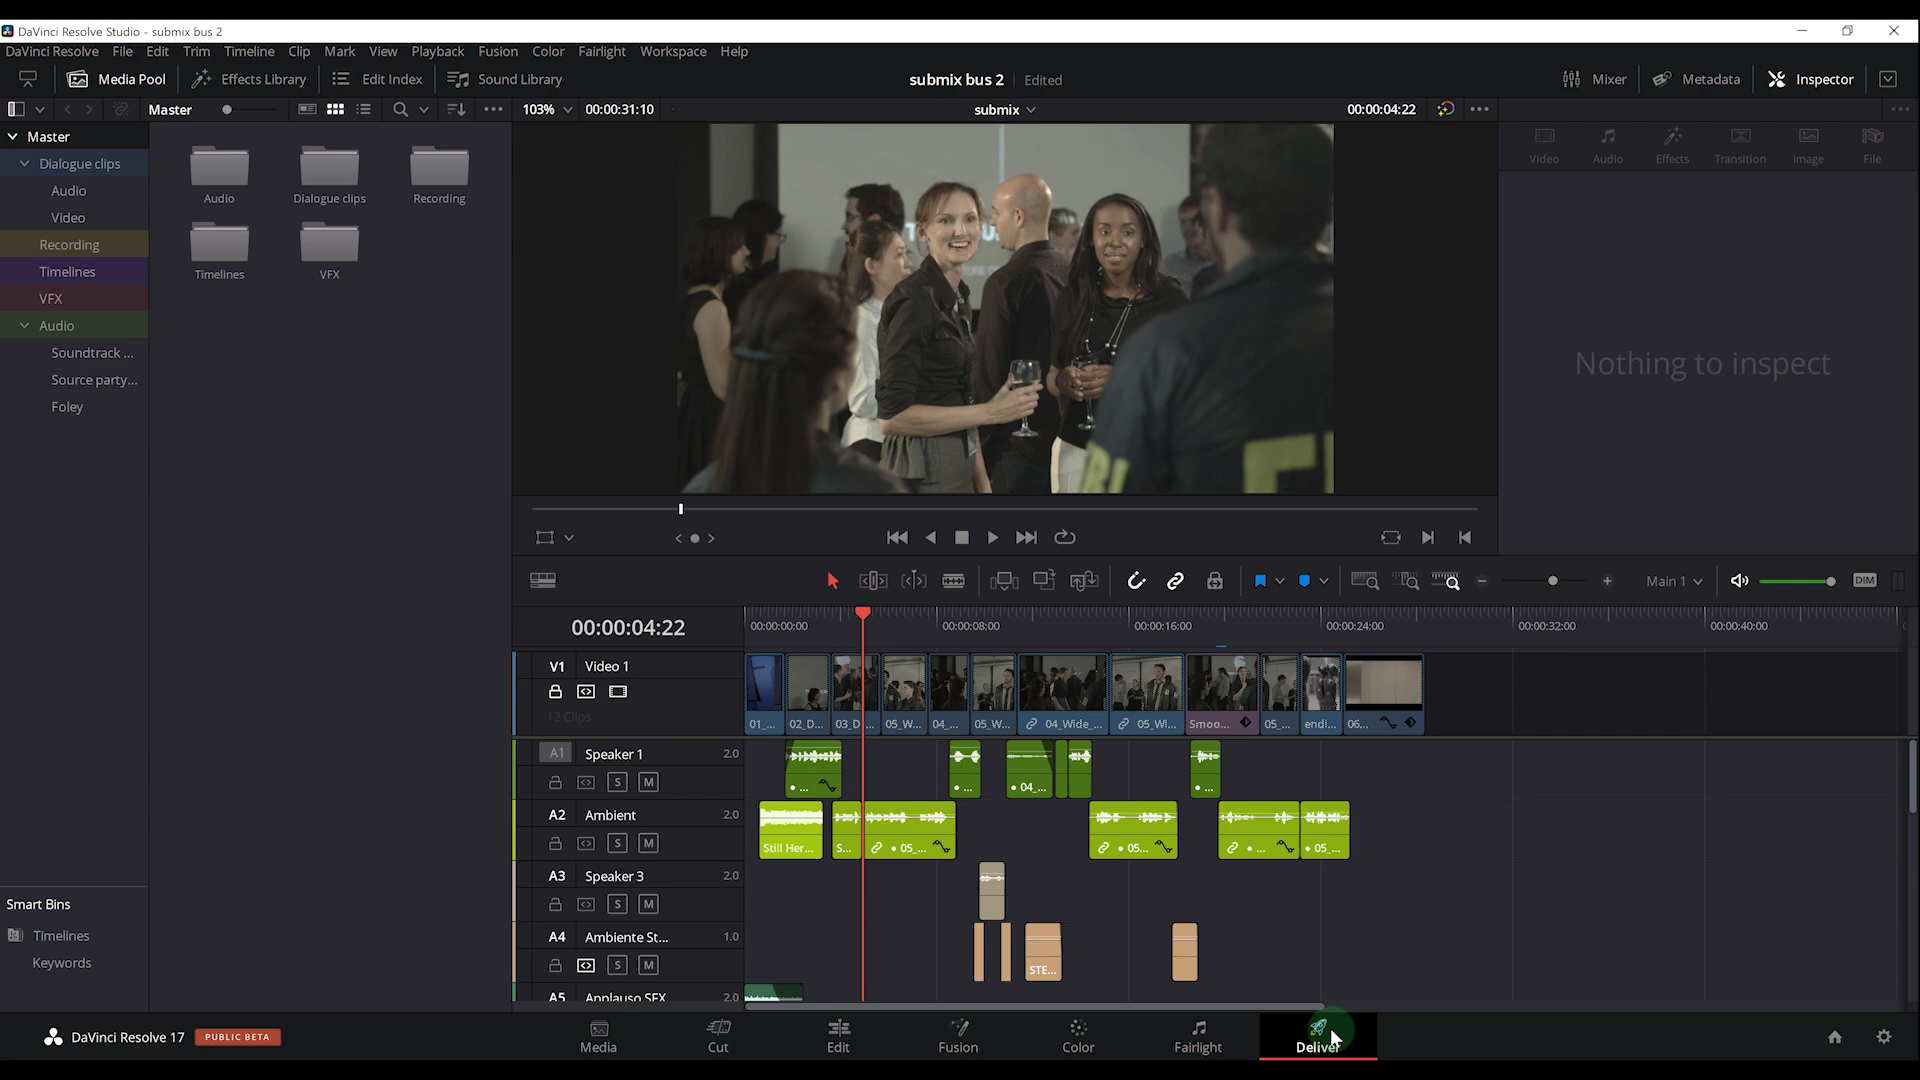 DaVinci Resolve Studio - submix bus 2
DaVinci Resolve File Edit Trim Timeline Clip Mark View Playback Fusion Color Fairlight Workspace Help
Media Pool Effects Library Edit Index Sound Library submix bus 2 Edited Mixer Metadata Inspector
Master 103% 00:00:31:10 submix 00:00:04:22
Master
Dialogue clips
Audio
Video
Recording
Timelines
VFX
Audio
Soundtrack ...
Source party...
Foley
Audio Dialogue clips Recording
Timelines VFX
Video Audio Effects Transition Image File
Nothing to inspect
Main 1 DIM
00:00:04:22 00:00:00:00 00:00:08:00 00:00:16:00 00:00:24:00 00:00:32:00 00:00:40:00
V1 Video 1
12 Clips
01_... 02_D... 03_D... 05_W... 04_... 05_W... 04_Wide_... 05_Wi... Smoo... 05_... endi... 06...
A1 Speaker 1 2.0
S M
... ... 04_... ...
A2 Ambient 2.0
S M
Still Her... S... 05_... 05... ... 05_...
A3 Speaker 3 2.0
S M
A4 Ambiente St... 1.0
S M
STE...
A5 Applauso SFX 2.0
Smart Bins
Timelines
Keywords
DaVinci Resolve 17 PUBLIC BETA
Media Cut Edit Fusion Color Fairlight Deliver